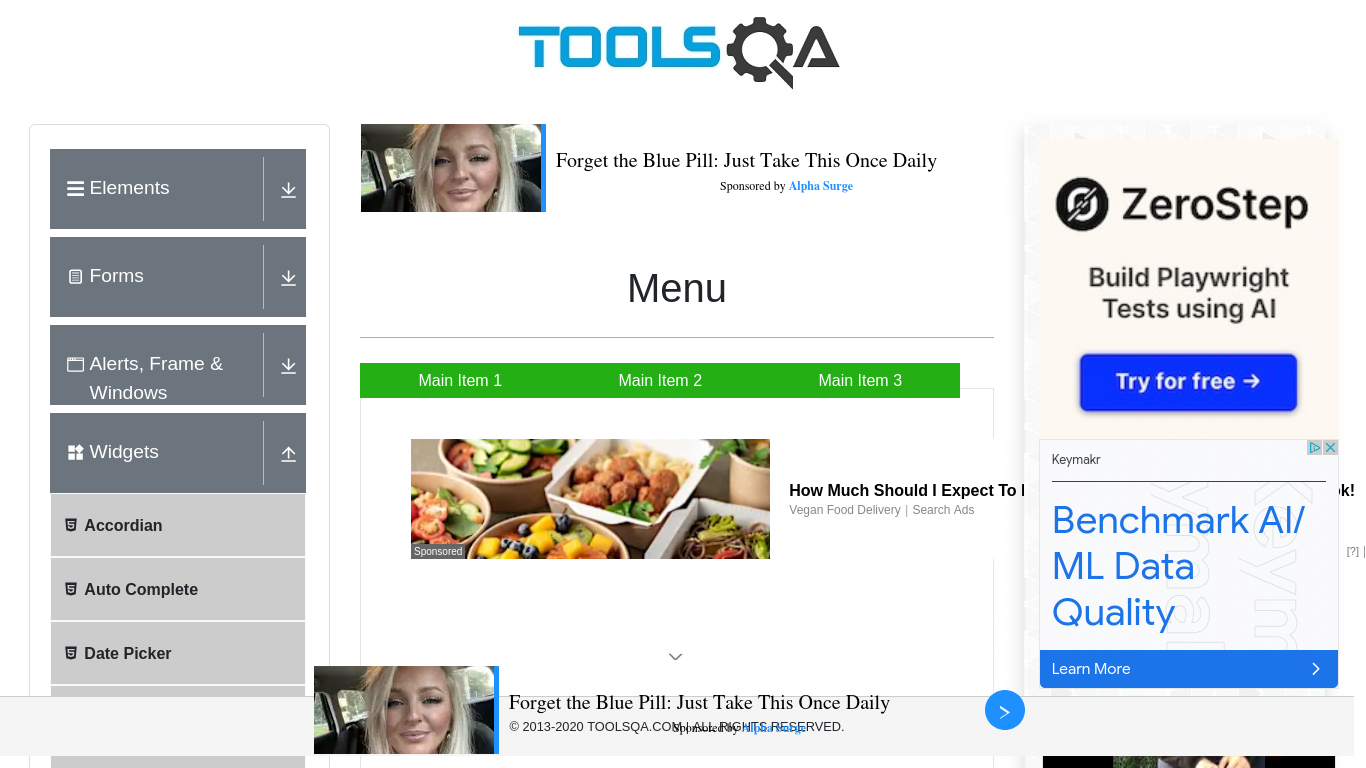 TOOLSQA
Elements
Forms
Alerts, Frame &
Windows
Widgets
Accordian
Auto Complete
Date Picker
Forget the Blue Pill: Just Take This Once Daily
Sponsored by Alpha Surge
Menu
Main Item 1
Main Item 2
Main Item 3
Sponsored
How Much Should I Expect To
Vegan Food Delivery | Search Ads
ok!
[?] |
ZeroStep
Build Playwright
Tests using AI
Try for free →
Keymakr
Benchmark AI/
ML Data
Quality
Learn More
Forget the Blue Pill: Just Take This Once Daily
© 2013-2020 TOOLSQA.COM | ALL RIGHTS RESERVED.
Sponsored by Alpha Surge